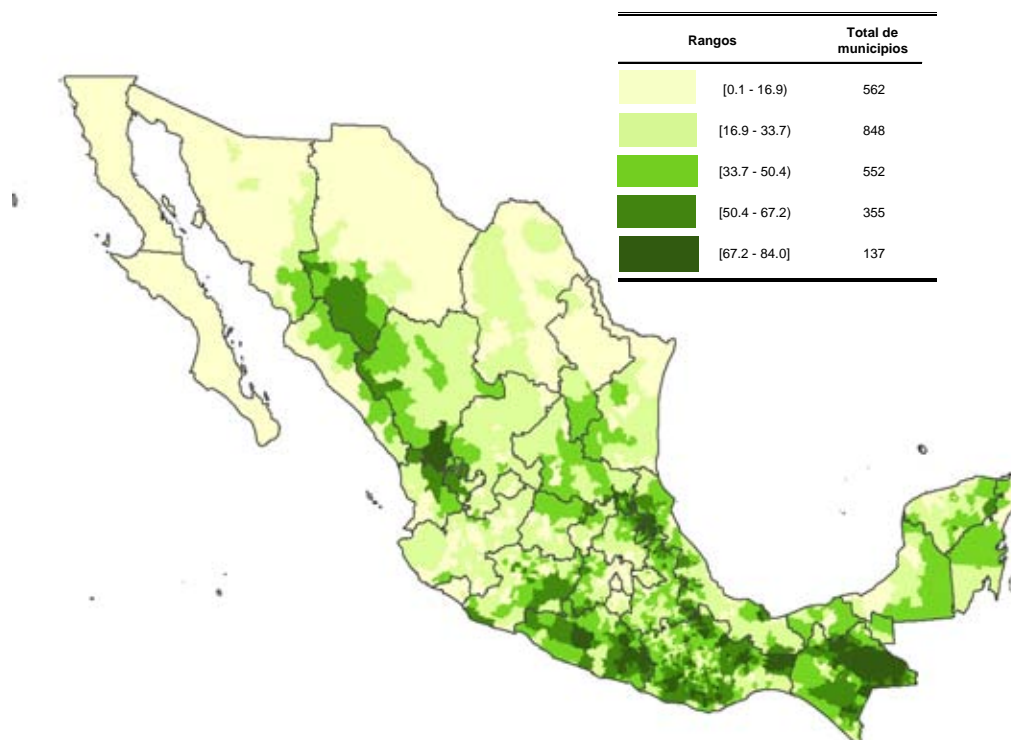 Rangos Total de
municipios
[0.1 - 16.9) 562
[16.9 - 33.7) 848
[33.7 - 50.4) 552
[50.4 - 67.2) 355
[67.2 - 84.0] 137